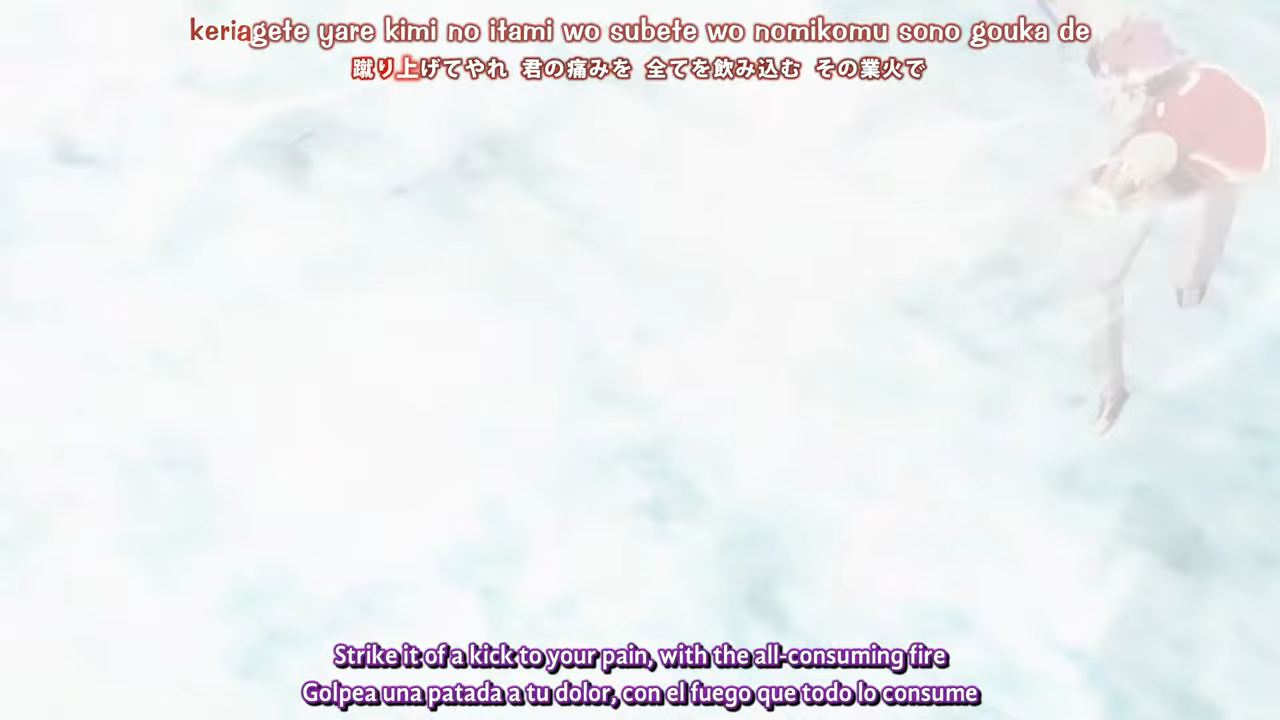 keriagete yare kimi no itami wo subete wo nomikomu sono gouka de
蹴り上げてやれ 君の痛みを 全てを飲み込む その業火で
Strike it of a kick to your pain, with the all-consuming fire
Golpea una patada a tu dolor, con el fuego que todo lo consume